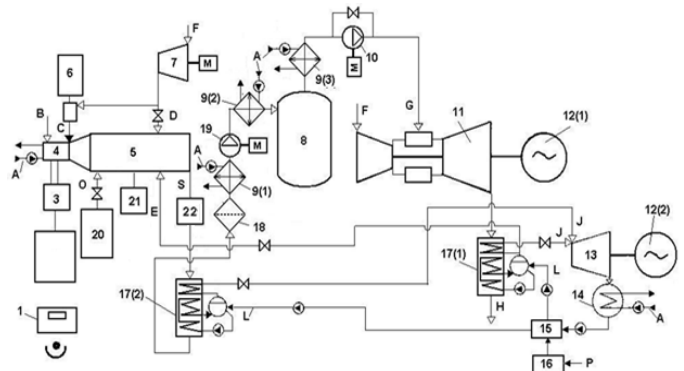 F
6
7
M
A
10
M
B
C
D
9(2)
9(3)
G
F
11
12(1)
4
5
19
M
8
A
A
3
O
21
E
S
22
9(1)
18
20
12(2)
J
J
13
17(1)
L
14
A
H
17(2)
L
15
16
P
1